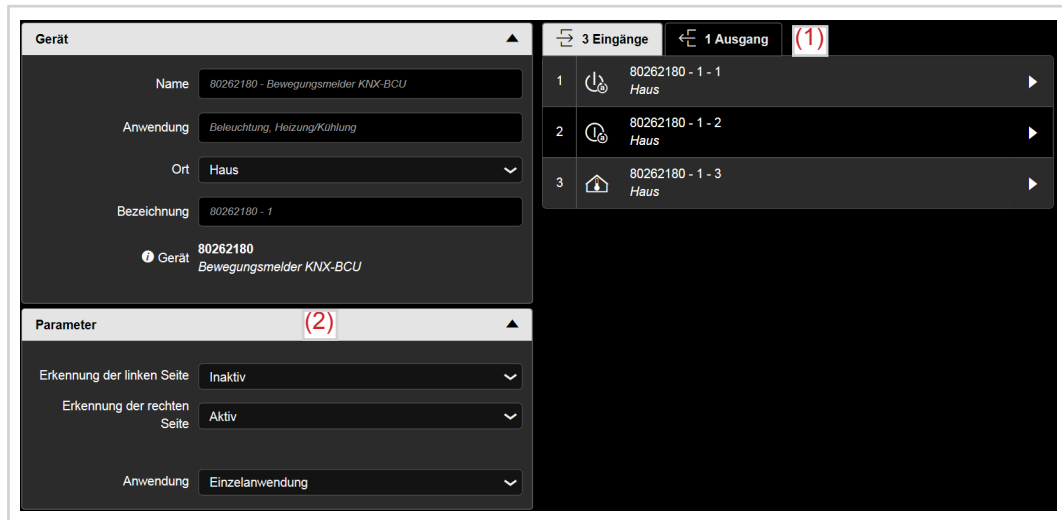 Gerät
Name 80262180 - Bewegungsmelder KNX-BCU
Anwendung Beleuchtung, Heizung/Kühlung
Ort Haus
Bezeichnung 80262180 - 1
i Gerät 80262180
Bewegungsmelder KNX-BCU
Parameter (2)
Erkennung der linken Seite Inaktiv
Erkennung der rechten
Seite Aktiv
Anwendung Einzelanwendung
3 Eingänge 1 Ausgang (1)
1 80262180 - 1 - 1
Haus
2 80262180 - 1 - 2
Haus
3 80262180 - 1 - 3
Haus